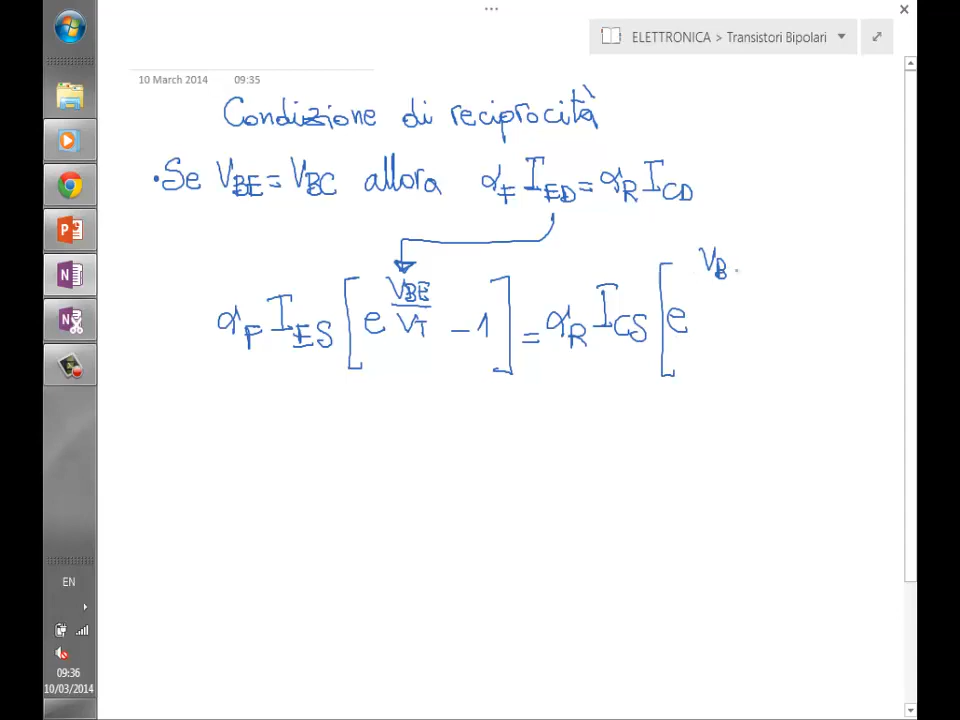 ELETTRONICA > Transistori Bipolari
10 March 2014 09:35
Condizione di reciprocità
•Se VBE = VBC allora αF IED = αR ICD
αF IES [e^(VBE/VT) - 1] = αR ICS [e^(VB
EN
09:36
10/03/2014